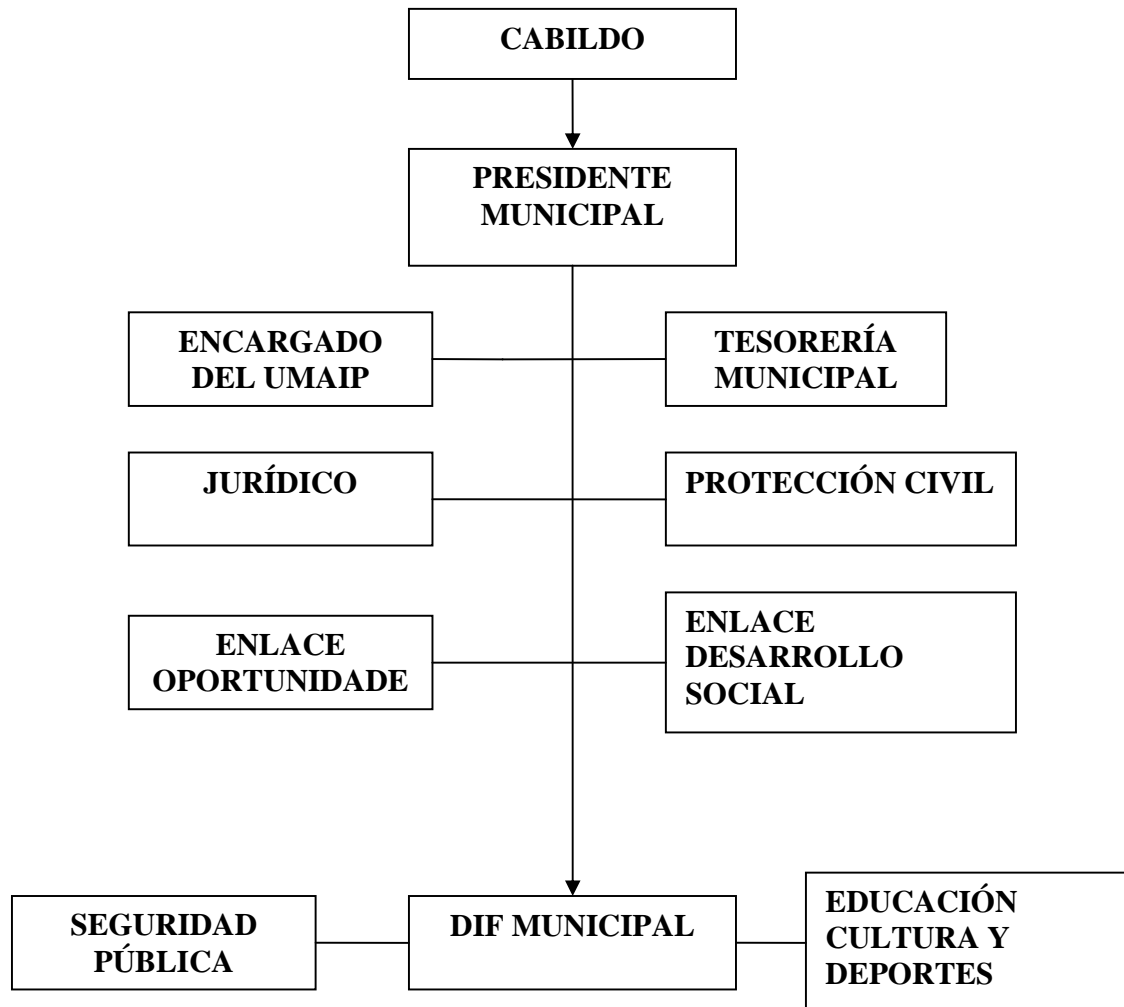 CABILDO
PRESIDENTE
MUNICIPAL
ENCARGADO
DEL UMAIP
TESORERÍA
MUNICIPAL
JURÍDICO
PROTECCIÓN CIVIL
ENLACE
OPORTUNIDADE
ENLACE
DESARROLLO
SOCIAL
SEGURIDAD
PÚBLICA
DIF MUNICIPAL
EDUCACIÓN
CULTURA Y
DEPORTES